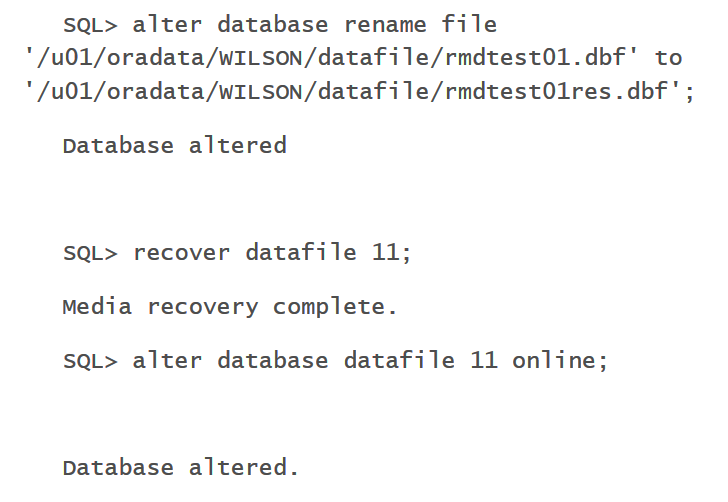 SQL> alter database rename file
'/u01/oradata/WILSON/datafile/rmdtest01.dbf' to
'/u01/oradata/WILSON/datafile/rmdtest01res.dbf';
Database altered
SQL> recover datafile 11;
Media recovery complete.
SQL> alter database datafile 11 online;
Database altered.